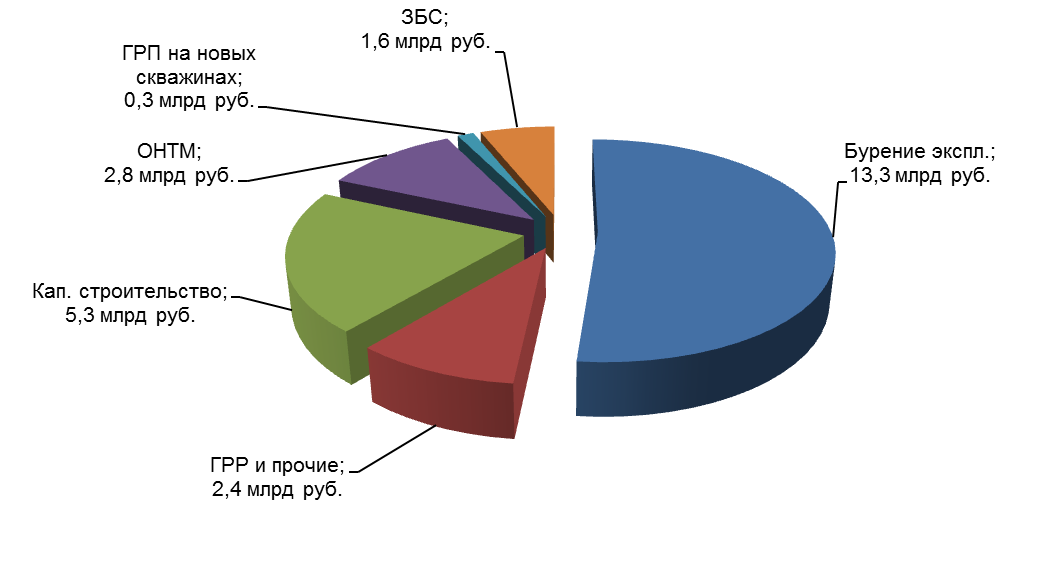 ЗБС;
1,6 млрд руб.
ГРП на новых
скважинах;
0,3 млрд руб.
ОНТМ;
2,8 млрд руб.
Бурение экспл.;
13,3 млрд руб.
Кап. строительство;
5,3 млрд руб.
ГРР и прочие;
2,4 млрд руб.